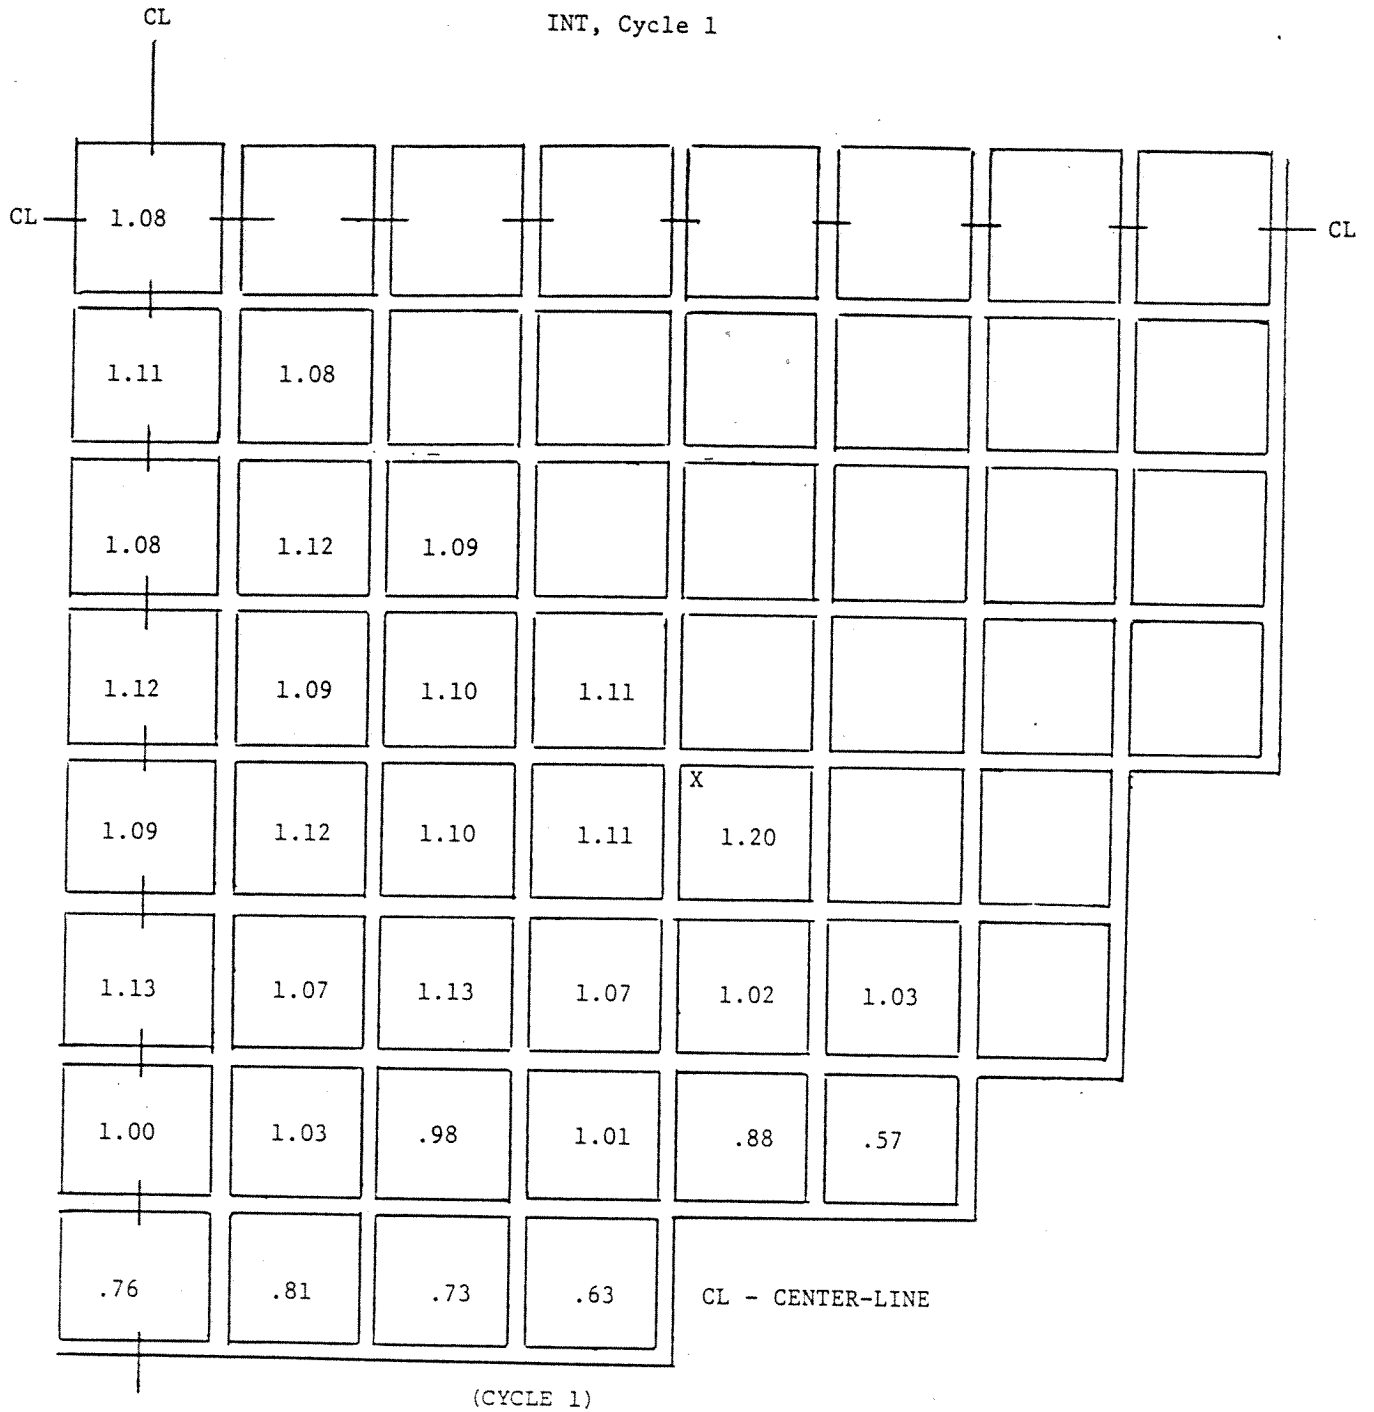 CL
INT, Cycle 1
CL 1.08 CL
1.11 1.08
1.08 1.12 1.09
1.12 1.09 1.10 1.11
X
1.09 1.12 1.10 1.11 1.20
1.13 1.07 1.13 1.07 1.02 1.03
1.00 1.03 .98 1.01 .88 .57
.76 .81 .73 .63 CL - CENTER-LINE
(CYCLE 1)